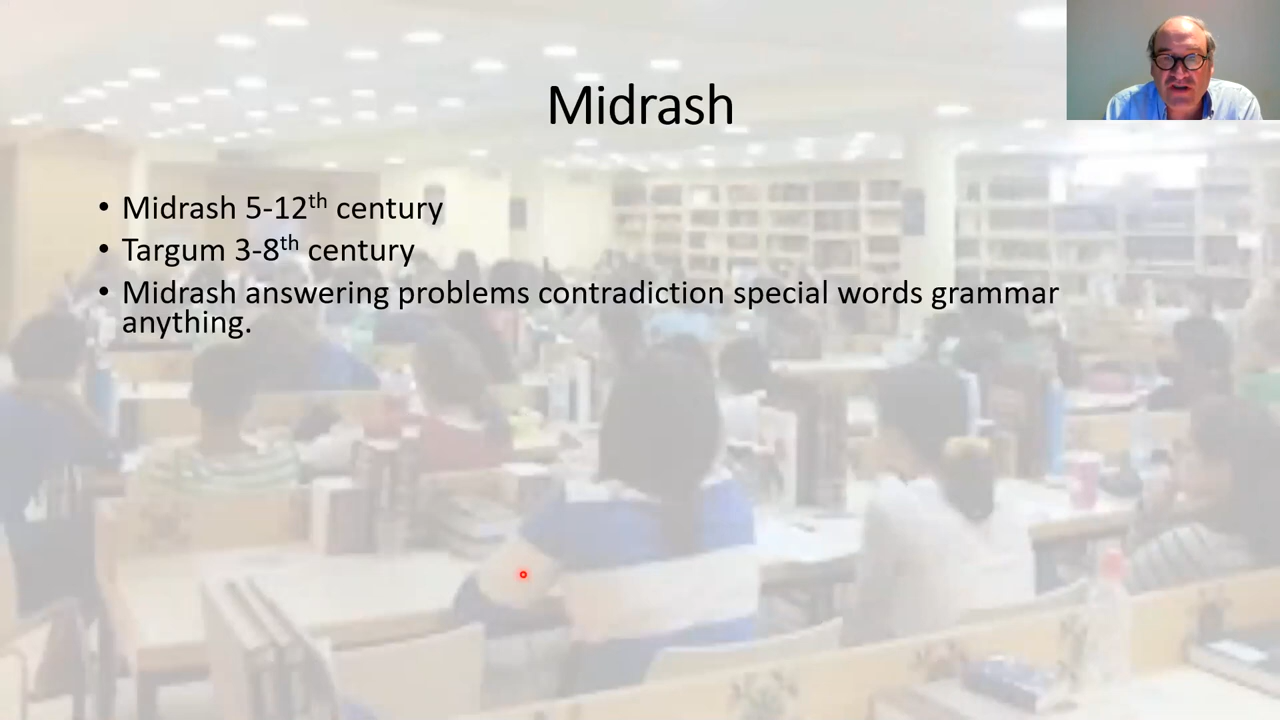 Midrash
• Midrash 5-12th century
• Targum 3-8th century
• Midrash answering problems contradiction special words grammar
anything.